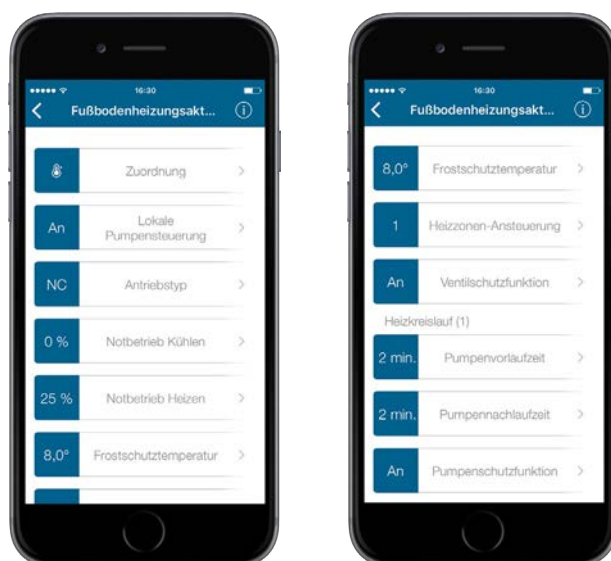 16:30
Fußbodenheizungsakt...
Zuordnung
An
Lokale
Pumpensteuerung
NC
Antriebstyp
0 %
Notbetrieb Kühlen
25 %
Notbetrieb Heizen
8,0°
Frostschutztemperatur
16:30
Fußbodenheizungsakt...
8,0°
Frostschutztemperatur
1
Heizzonen-Ansteuerung
An
Ventilschutzfunktion
Heizkreislauf (1)
2 min.
Pumpenvorlaufzeit
2 min.
Pumpennachlaufzeit
An
Pumpenschutzfunktion